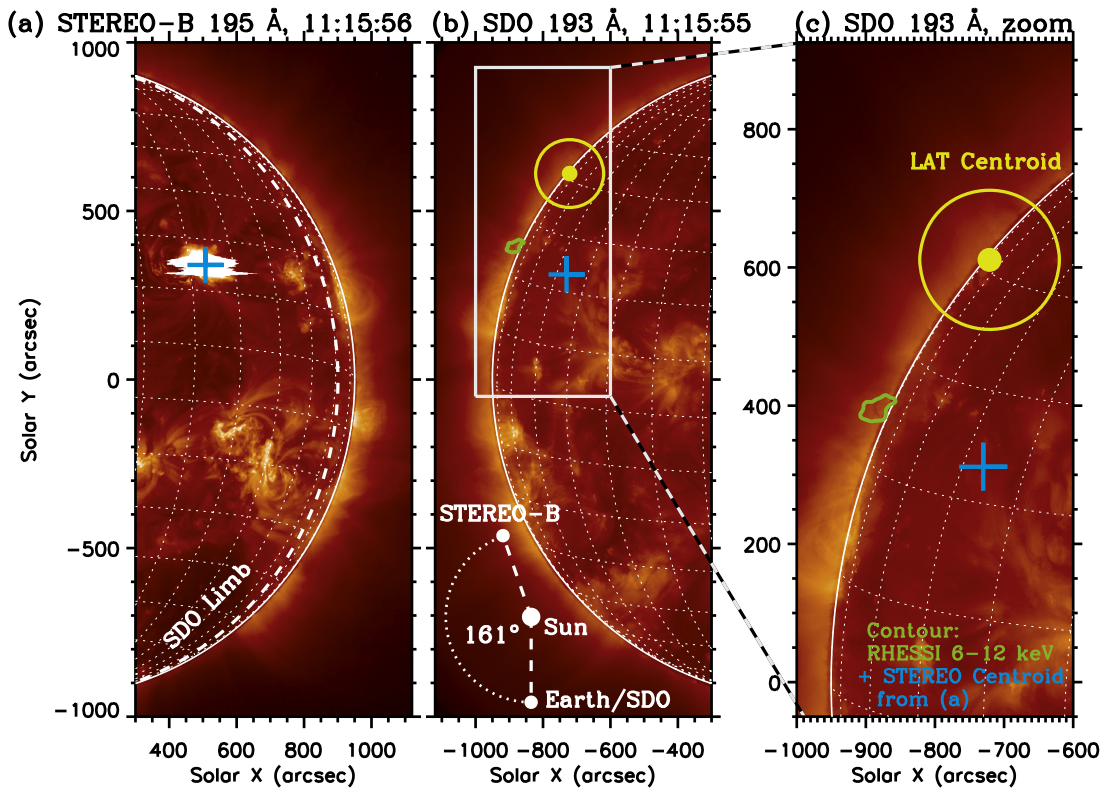 (a) STEREO-B 195 Å, 11:15:56
(b) SDO 193 Å, 11:15:55
(c) SDO 193 Å, zoom
1000
500
0
-500
-1000
Solar Y (arcsec)
SDO Limb
400 600 800 1000
Solar X (arcsec)
STEREO-B
161°
Sun
Earth/SDO
-1000 -800 -600 -400
Solar X (arcsec)
800
600
400
200
0
LAT Centroid
Contour:
RHESSI 6-12 keV
+ STEREO Centroid
from (a)
-1000 -900 -800 -700 -600
Solar X (arcsec)